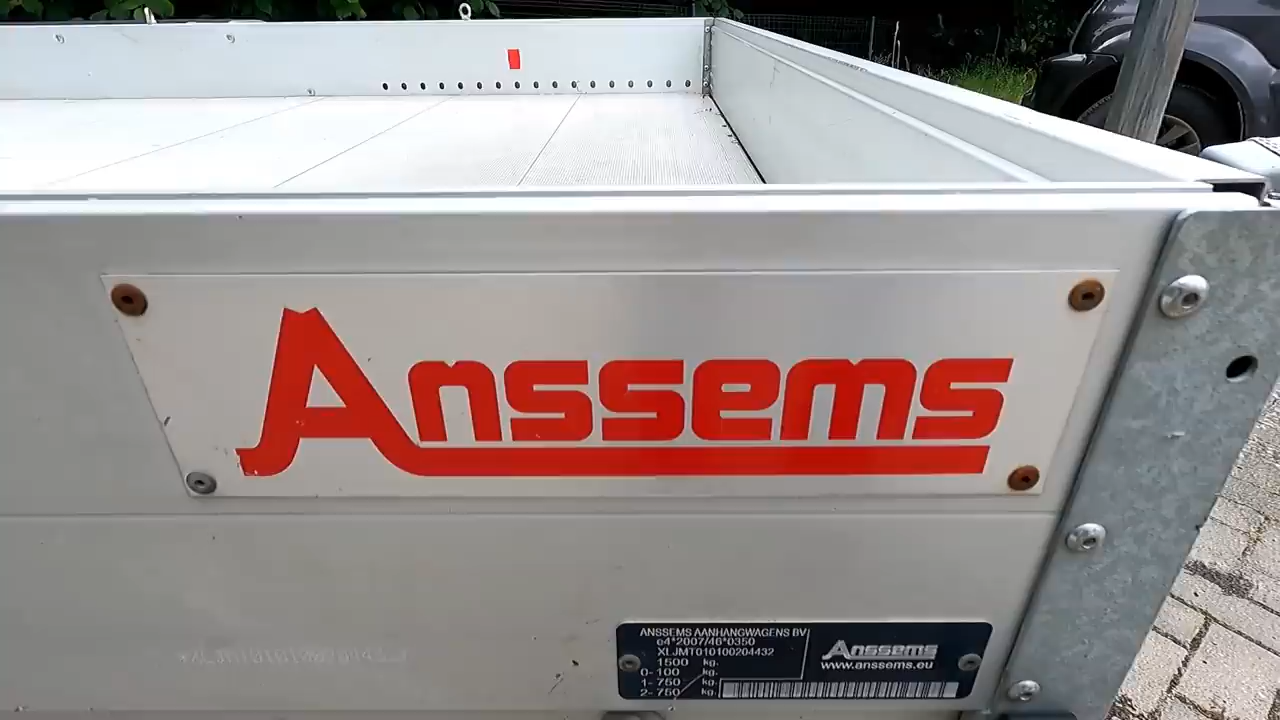 Anssems
ANSSEMS AANHANGWAGENS BV
e4*2007/46*0350
XLJMT010100204432
1500 kg.
0- 100 kg.
1- 750 kg.
2- 750 kg.
Anssems
www.anssems.eu